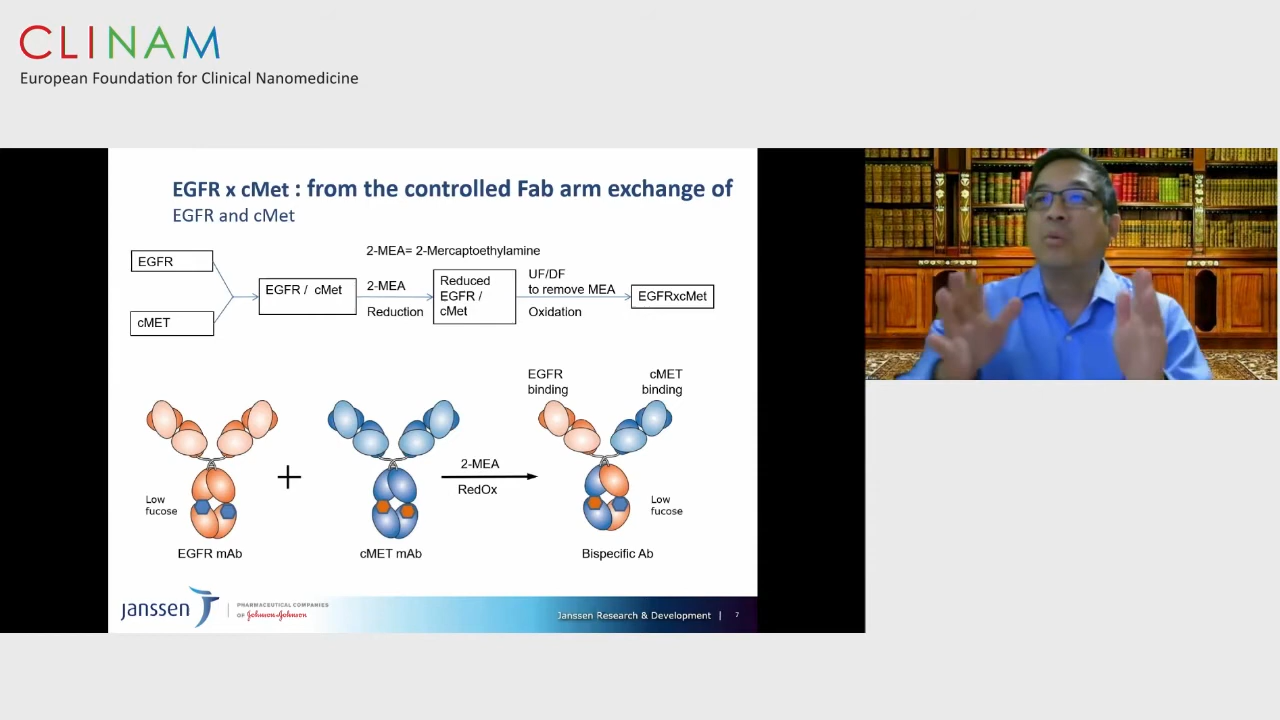 CLINAM
European Foundation for Clinical Nanomedicine
EGFR x cMet : from the controlled Fab arm exchange of
EGFR and cMet
2-MEA= 2-Mercaptoethylamine
EGFR
cMET
EGFR / cMet
2-MEA
Reduction
Reduced
EGFR /
cMet
UF/DF
to remove MEA
Oxidation
EGFRxcMet
EGFR
binding
cMET
binding
+
2-MEA
RedOx
Low
fucose
Low
fucose
EGFR mAb
cMET mAb
Bispecific Ab
janssen
PHARMACEUTICAL COMPANIES
OF Johnson & Johnson
Janssen Research & Development | 7